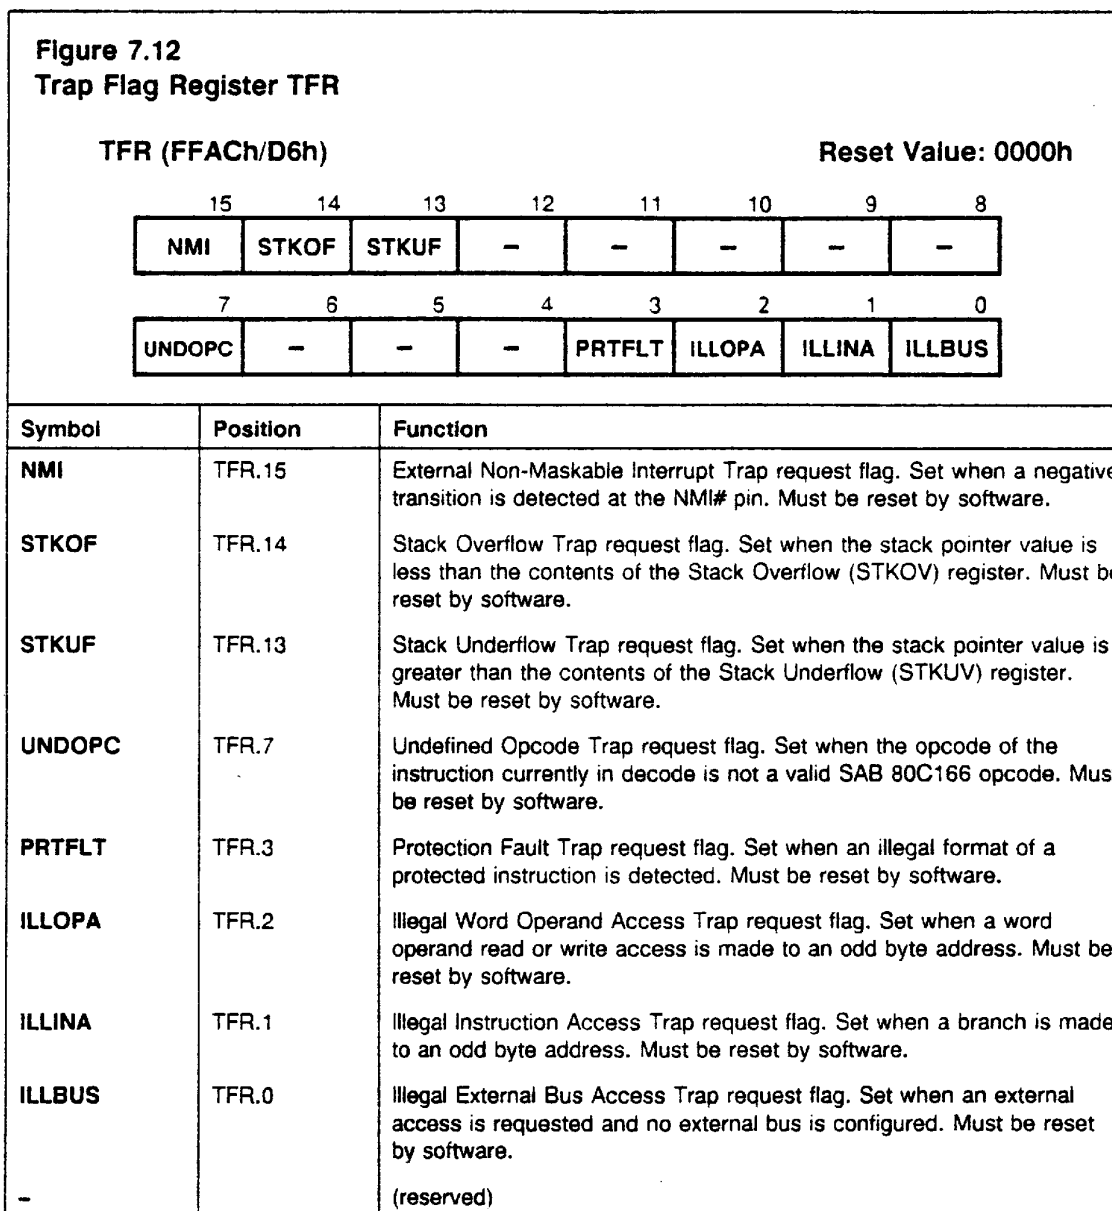 Figure 7.12
Trap Flag Register TFR
TFR (FFACh/D6h) Reset Value: 0000h
15 14 13 12 11 10 9 8
NMI STKOF STKUF – – – – –
7 6 5 4 3 2 1 0
UNDOPC – – – PRTFLT ILLOPA ILLINA ILLBUS
Symbol Position Function
NMI TFR.15 External Non-Maskable Interrupt Trap request flag. Set when a negative
transition is detected at the NMI# pin. Must be reset by software.
STKOF TFR.14 Stack Overflow Trap request flag. Set when the stack pointer value is
less than the contents of the Stack Overflow (STKOV) register. Must be
reset by software.
STKUF TFR.13 Stack Underflow Trap request flag. Set when the stack pointer value is
greater than the contents of the Stack Underflow (STKUV) register.
Must be reset by software.
UNDOPC TFR.7 Undefined Opcode Trap request flag. Set when the opcode of the
instruction currently in decode is not a valid SAB 80C166 opcode. Mus
be reset by software.
PRTFLT TFR.3 Protection Fault Trap request flag. Set when an illegal format of a
protected instruction is detected. Must be reset by software.
ILLOPA TFR.2 Illegal Word Operand Access Trap request flag. Set when a word
operand read or write access is made to an odd byte address. Must be
reset by software.
ILLINA TFR.1 Illegal Instruction Access Trap request flag. Set when a branch is made
to an odd byte address. Must be reset by software.
ILLBUS TFR.0 Illegal External Bus Access Trap request flag. Set when an external
access is requested and no external bus is configured. Must be reset
by software.
– (reserved)